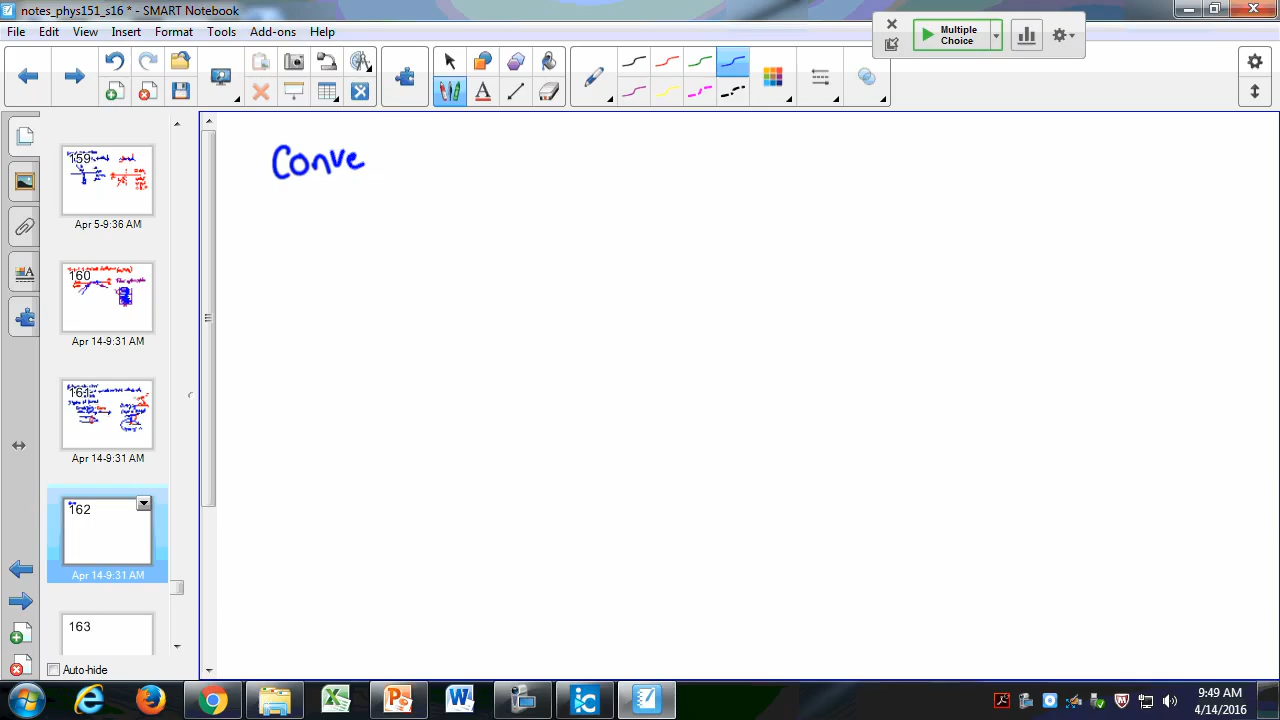 notes_phys151_s16 * - SMART Notebook
File Edit View Insert Format Tools Add-ons Help
Multiple
Choice
Conve
159
Apr 5-9:36 AM
160
Apr 14-9:31 AM
161
Apr 14-9:31 AM
162
Apr 14-9:31 AM
163
Auto-hide
9:49 AM
4/14/2016